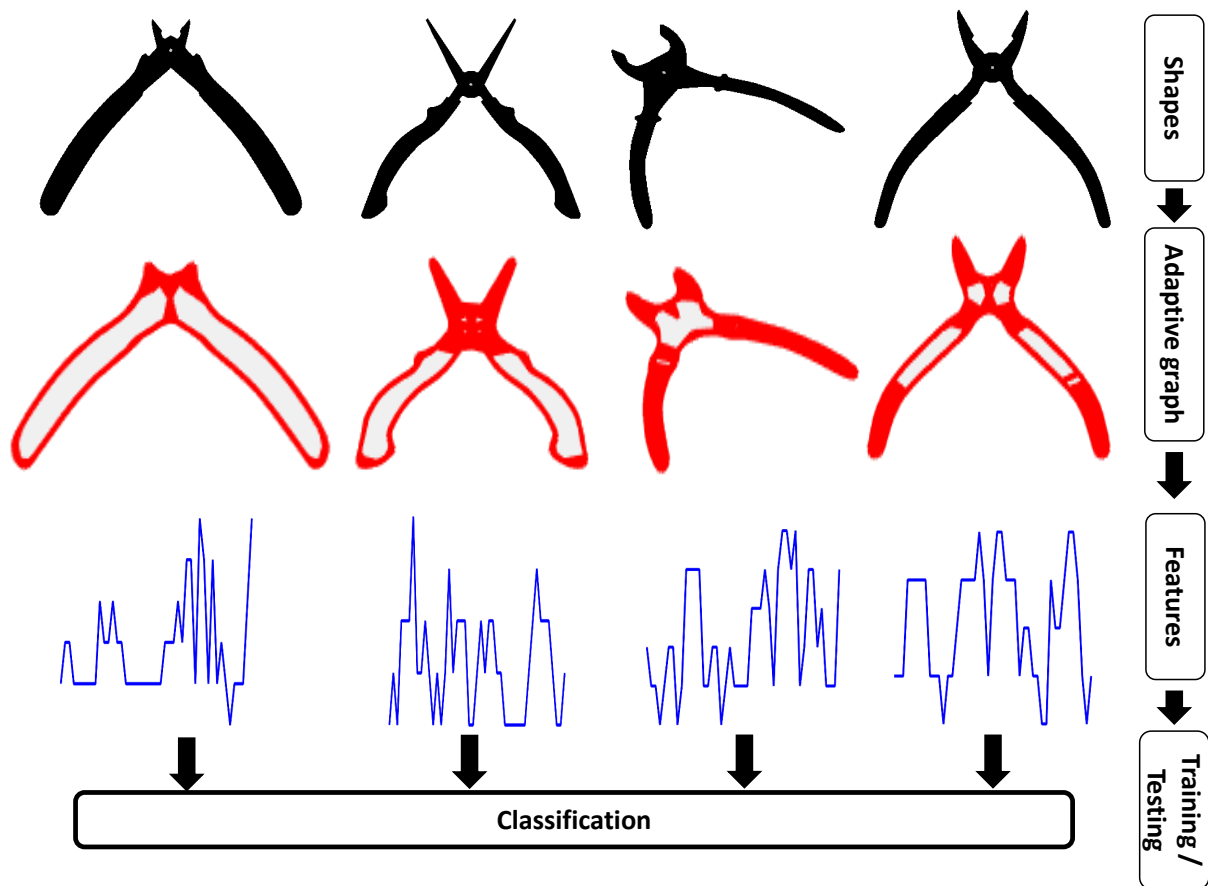 Shapes
Adaptive graph
Features
Training /
Testing
Classification